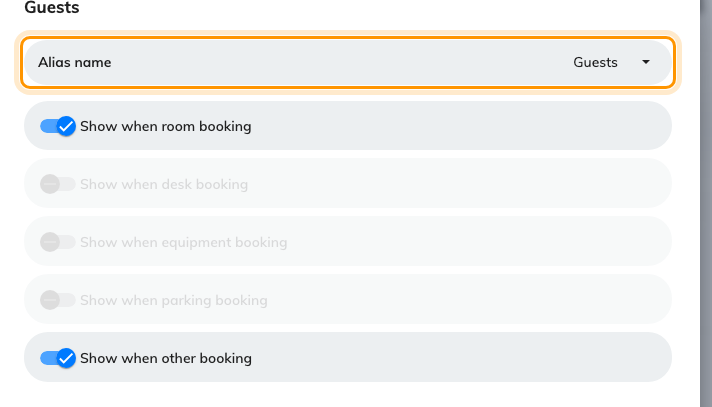 Guests
Alias name Guests
Show when room booking
Show when desk booking
Show when equipment booking
Show when parking booking
Show when other booking